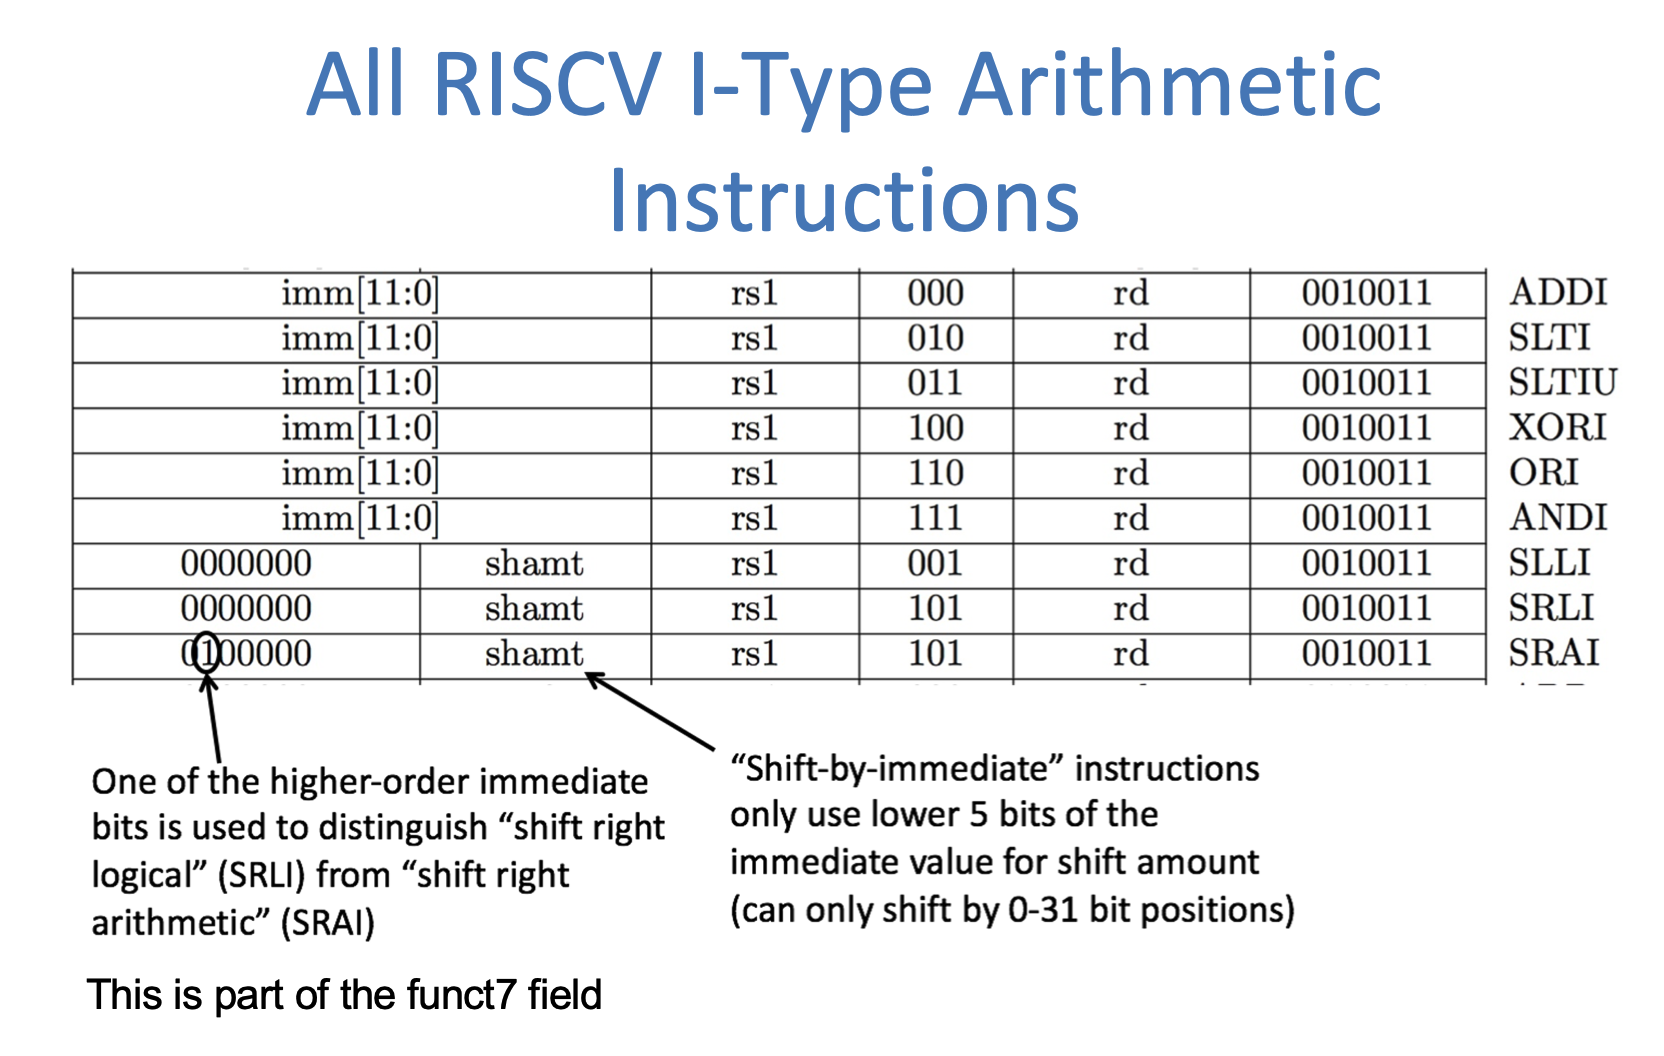 All RISCV I-Type Arithmetic
Instructions
imm[11:0] rs1 000 rd 0010011 ADDI
imm[11:0] rs1 010 rd 0010011 SLTI
imm[11:0] rs1 011 rd 0010011 SLTIU
imm[11:0] rs1 100 rd 0010011 XORI
imm[11:0] rs1 110 rd 0010011 ORI
imm[11:0] rs1 111 rd 0010011 ANDI
0000000 shamt rs1 001 rd 0010011 SLLI
0000000 shamt rs1 101 rd 0010011 SRLI
0100000 shamt rs1 101 rd 0010011 SRAI
One of the higher-order immediate
bits is used to distinguish “shift right
logical” (SRLI) from “shift right
arithmetic” (SRAI)
“Shift-by-immediate” instructions
only use lower 5 bits of the
immediate value for shift amount
(can only shift by 0-31 bit positions)
This is part of the funct7 field